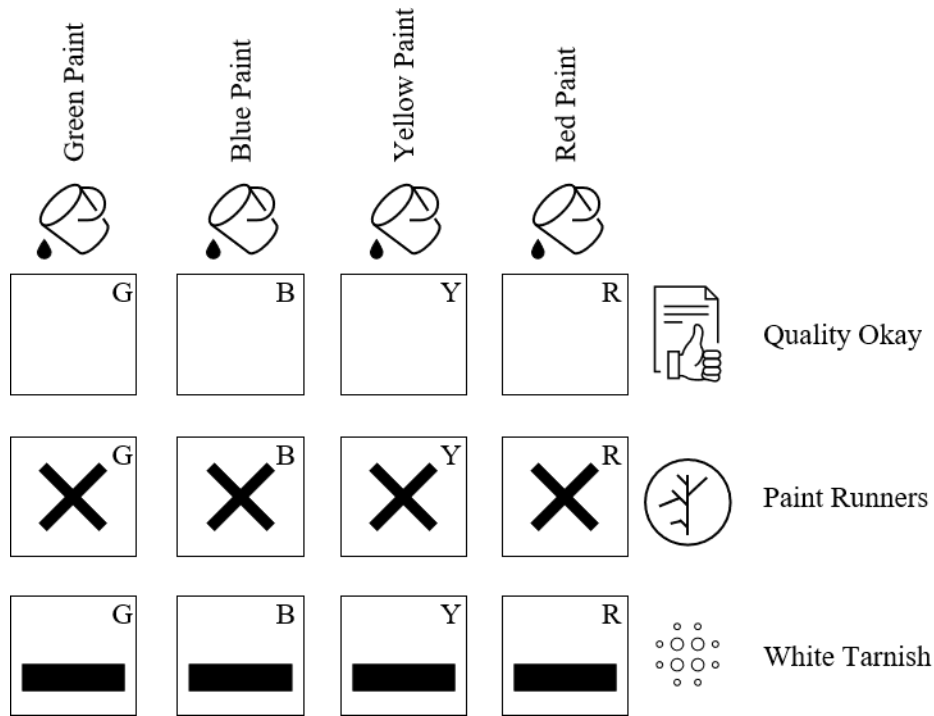 Green Paint
Blue Paint
Yellow Paint
Red Paint
G
B
Y
R
Quality Okay
G
B
Y
R
Paint Runners
G
B
Y
R
White Tarnish